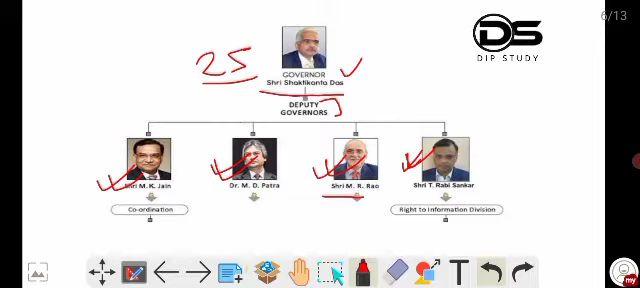 6/13
DS
DIP STUDY
25
GOVERNOR
Shri Shaktikanta Das
DEPUTY
GOVERNORS
Shri M. K. Jain
Dr. M. D. Patra
Shri M. R. Rao
Shri T. Rabi Sankar
Co-ordination
Right to Information Division
T
my